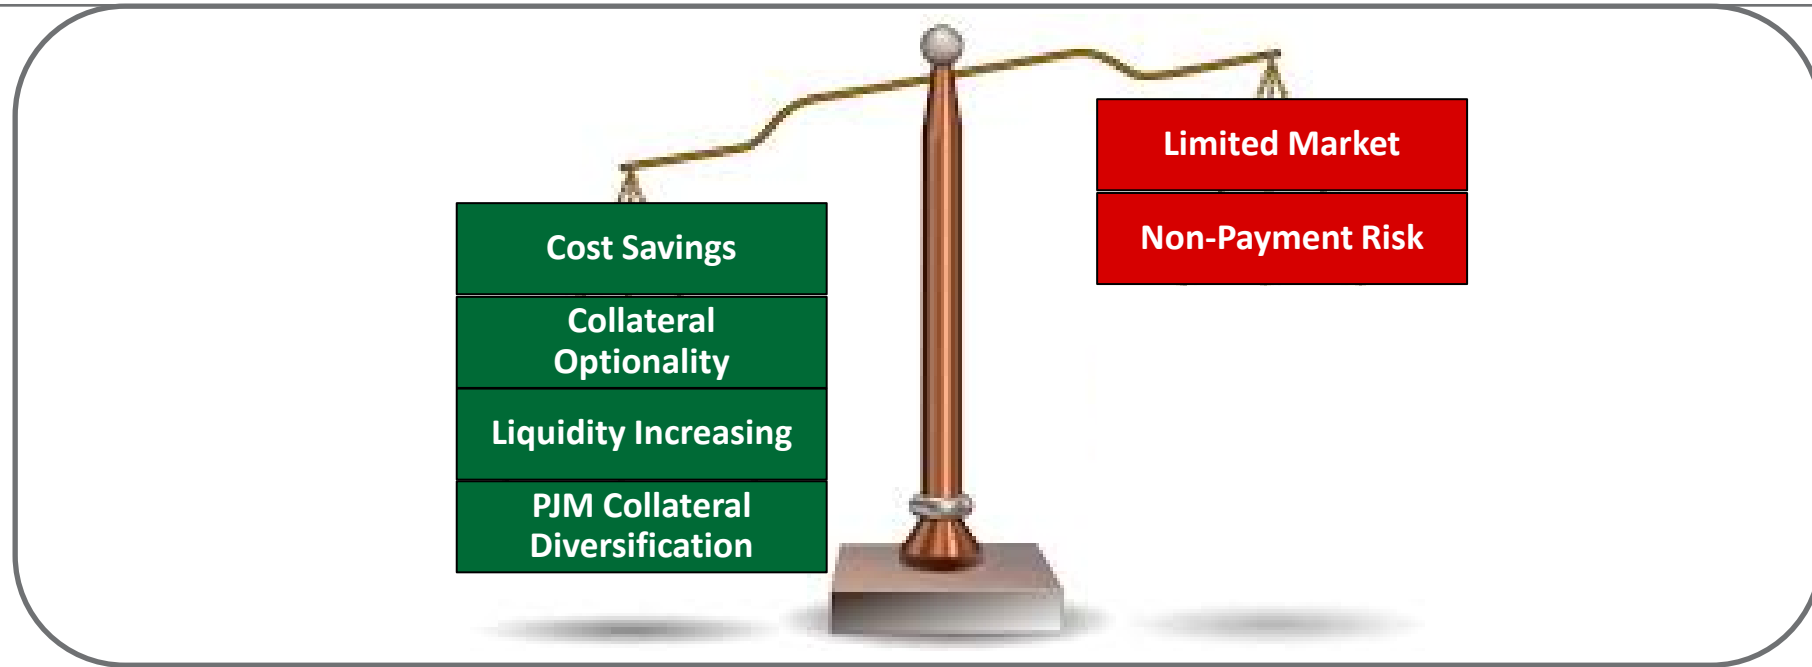 Cost Savings
Collateral
Optionality
Liquidity Increasing
PJM Collateral
Diversification
Limited Market
Non-Payment Risk